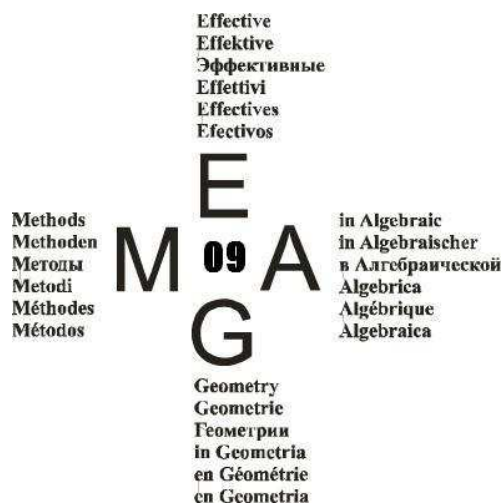 Effective
Effektive
Эффективные
Effettivi
Effectives
Efectivos
E
Methods
Methoden
Методы
Metodi
Méthodes
Métodos
M 09 A
in Algebraic
in Algebraischer
в Алгебраической
Algebrica
Algébrique
Algebraica
G
Geometry
Geometrie
Геометрии
in Geometria
en Géométrie
en Geometria